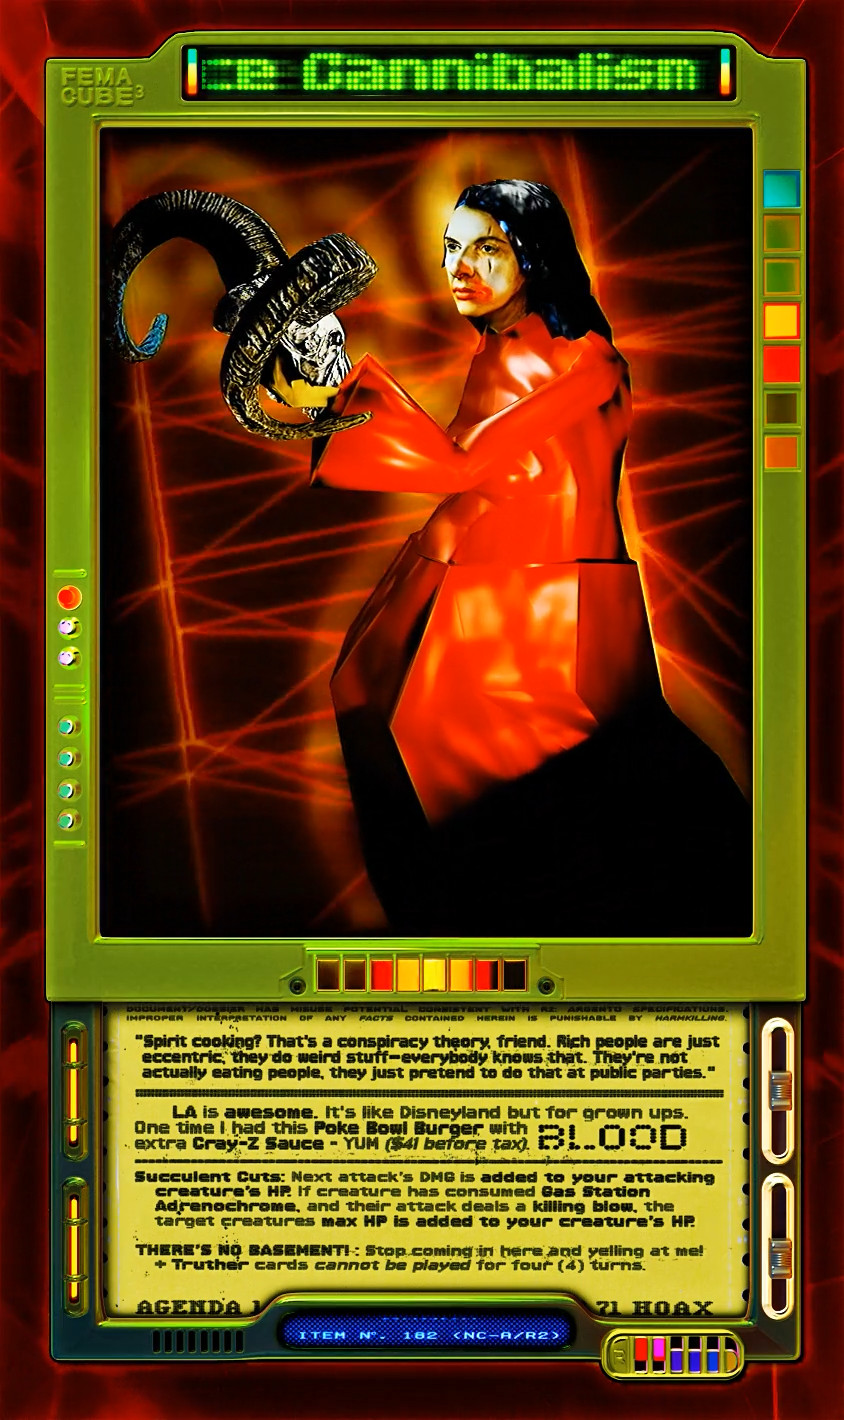 FEMA
CUBE³
ce Cannibalism
DOCUMENT/DOSSIER HAS MISUSE POTENTIAL CONSISTENT WITH RZ: ARGENTO SPECIFICATIONS.
IMPROPER INTERPRETATION OF ANY FACTS CONTAINED HEREIN IS PUNISHABLE BY HARMKILLING.
"Spirit cooking? That's a conspiracy theory, friend. Rich people are just
eccentric, they do weird stuff—everybody knows that. They're not
actually eating people, they just pretend to do that at public parties."
LA is awesome. It's like Disneyland but for grown ups.
One time I had this Poke Bowl Burger with
extra Cray-Z Sauce - YUM ($41 before tax).
BLOOD
Succulent Cuts: Next attack's DMG is added to your attacking
creature's HP. If creature has consumed Gas Station
Adrenochrome, and their attack deals a killing blow, the
target creatures max HP is added to your creature's HP.
THERE'S NO BASEMENT! : Stop coming in here and yelling at me!
+ Truther cards cannot be played for four (4) turns.
AGENDA 71 HOAX
ITEM Nº. 182 <NC-A/R2>